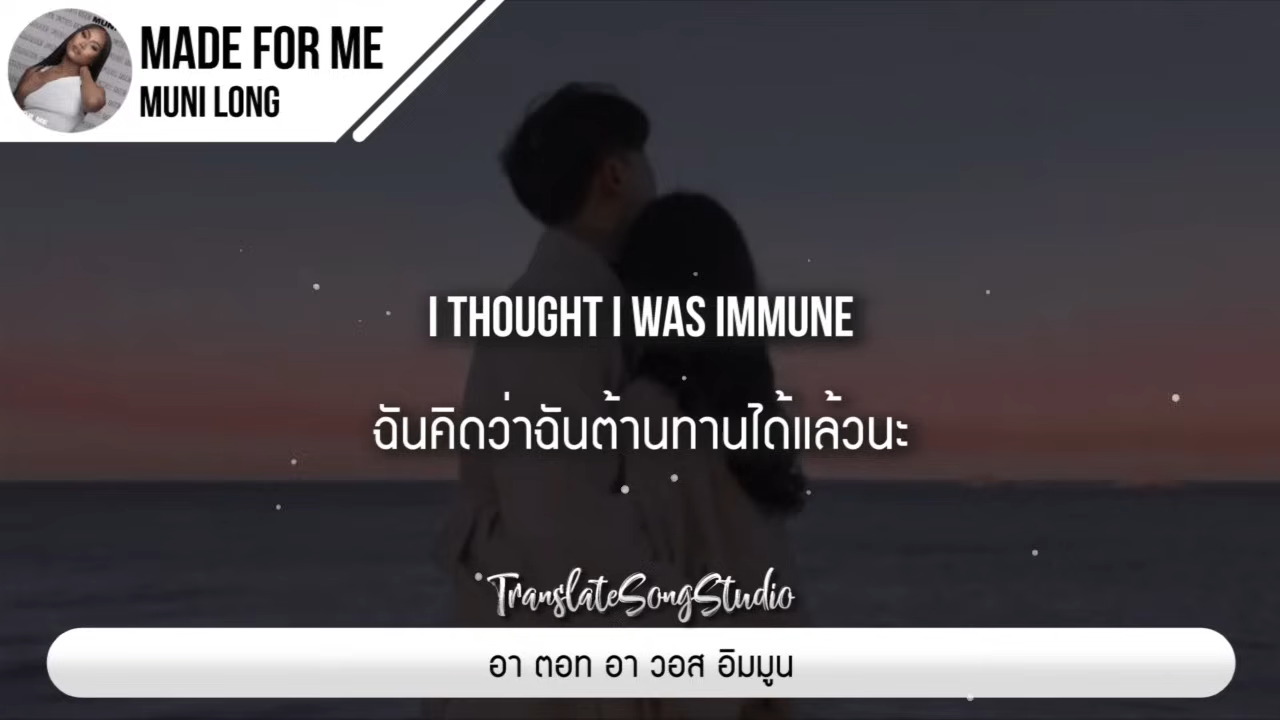 MADE FOR ME
MUNI LONG
I THOUGHT I WAS IMMUNE
ฉันคิดว่าฉันต้านทานได้แล้วนะ
TranslateSongStudio
อา ตอท อา วอส อิมมูน